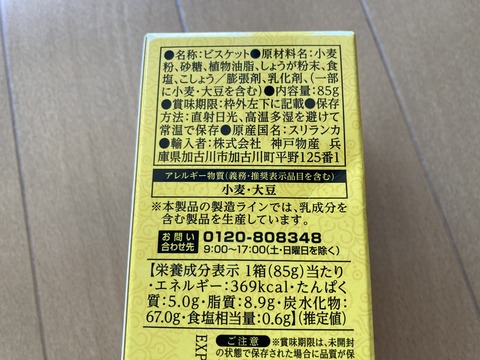 ●名称:ビスケット●原材料名:小麦
粉、砂糖、植物油脂、しょうが粉末、食
塩、こしょう/膨張剤、乳化剤、(一部
に小麦・大豆を含む)●内容量:85g
●賞味期限:枠外左下に記載●保存
方法:直射日光、高温多湿を避けて
常温で保存●原産国名:スリランカ
●輸入者:株式会社 神戸物産 兵
庫県加古川市加古川町平野125番1
アレルギー物質(義務・推奨表示品目を含む)
小麦・大豆
※本製品の製造ラインでは、乳成分を
含む製品を生産しています。
お問い
合わせ先
0120-808348
9:00~17:00(土・日曜日を除く)
【栄養成分表示 1箱(85g)当たり
・エネルギー:369kcal・たんぱく
質:5.0g・脂質:8.9g・炭水化物:
67.0g・食塩相当量:0.6g】(推定値)
ご注意
※賞味期限は、未開封
の状態で保存された場合に品質が保
EXP